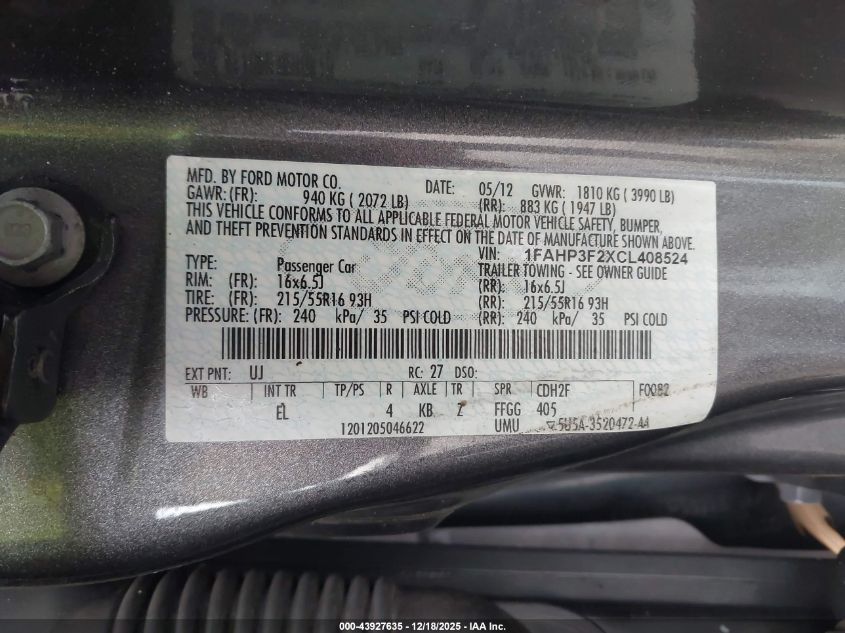 MFD. BY FORD MOTOR CO. DATE: 05/12 GVWR: 1810 KG ( 3990 LB)
GAWR:(FR): 940 KG ( 2072 LB) (RR): 883 KG ( 1947 LB)
THIS VEHICLE CONFORMS TO ALL APPLICABLE FEDERAL MOTOR VEHICLE SAFETY, BUMPER,
AND THEFT PREVENTION STANDARDS IN EFFECT ON THE DATE OF MANUFACTURE SHOWN ABOVE.
VIN: 1FAHP3F2XCL408524
TYPE: Passenger Car TRAILER TOWING - SEE OWNER GUIDE
RIM: (FR): 16x6.5J (RR): 16x6.5J
TIRE: (FR): 215/55R16 93H (RR): 215/55R16 93H
PRESSURE: (FR): 240 kPa/ 35 PSI COLD (RR): 240 kPa/ 35 PSI COLD
EXT PNT: UJ RC: 27 DSO:
WB INT TR TP/PS R AXLE TR SPR CDH2F F0082
EL 4 KB Z FFGG 405
1201205046622 UMU 5U5A-3520472-AA
000-43927635 - 12/18/2025 - IAA Inc.